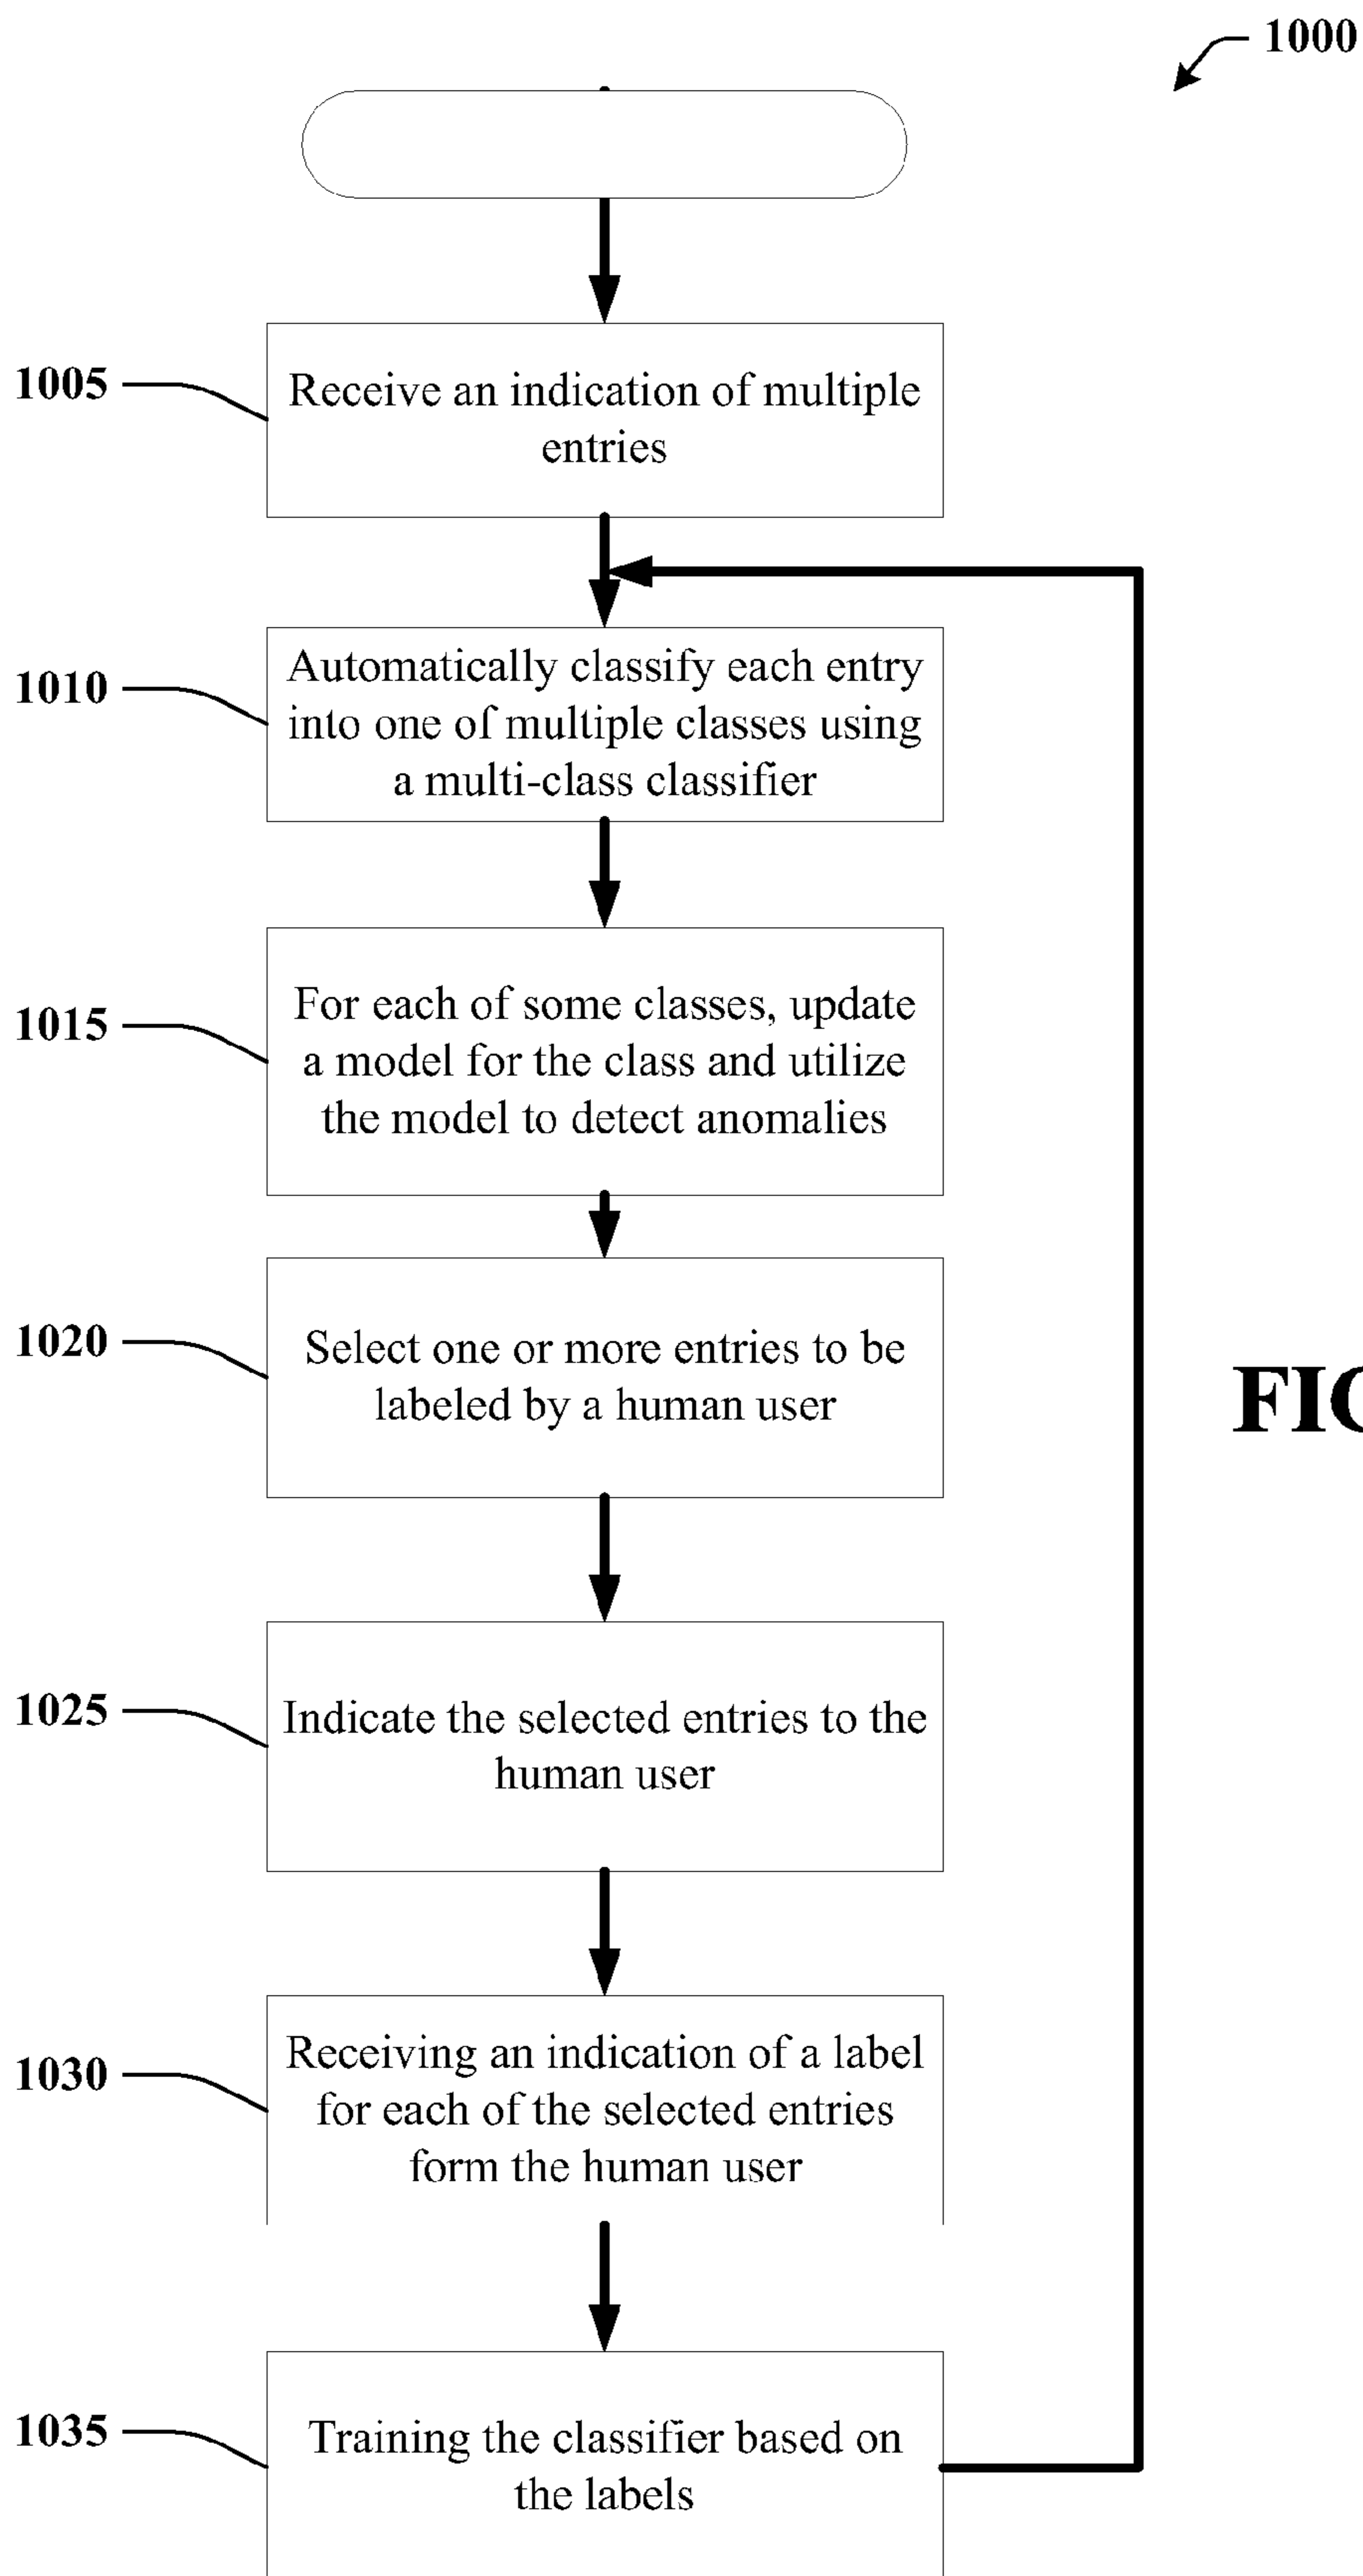 1000
1005
Receive an indication of multiple
entries
1010
Automatically classify each entry
into one of multiple classes using
a multi-class classifier
1015
For each of some classes, update
a model for the class and utilize
the model to detect anomalies
1020
Select one or more entries to be
labeled by a human user
1025
Indicate the selected entries to the
human user
1030
Receiving an indication of a label
for each of the selected entries
form the human user
1035
Training the classifier based on
the labels